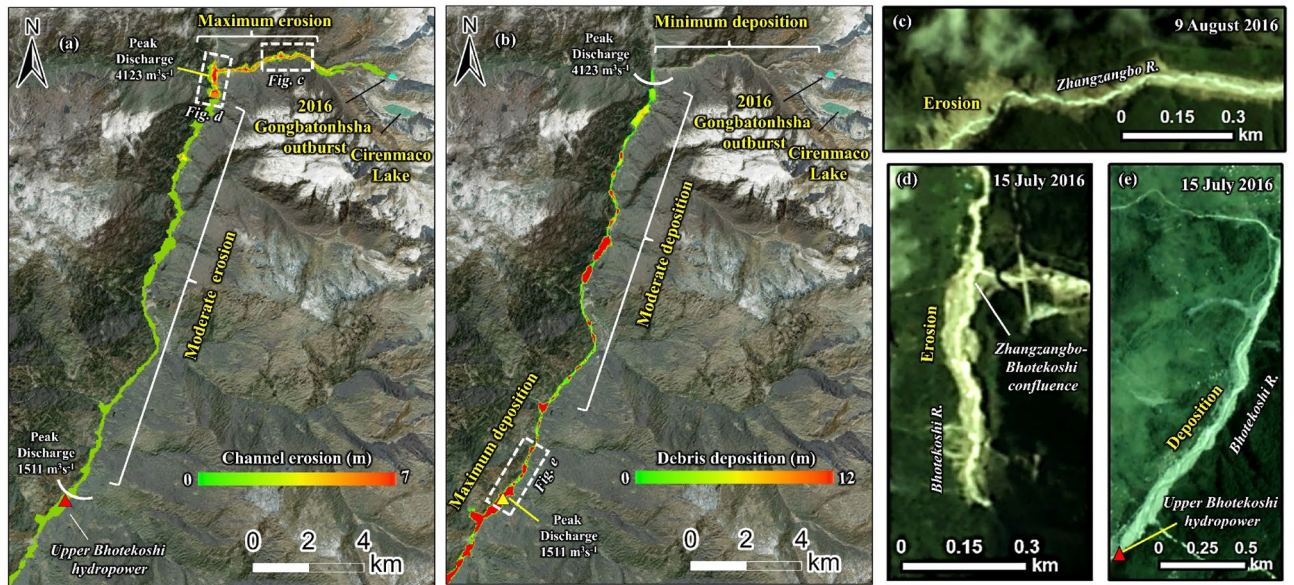 (a)
N
Maximum erosion
Peak
Discharge
4123 m³s⁻¹
Fig. c
Fig. d
2016
Gongbatonhsha
outburst
Cirenmaco
Lake
Moderate erosion
Peak
Discharge
1511 m³s⁻¹
Channel erosion (m)
0
7
Upper Bhotekoshi
hydropower
0 2 4
km
(b)
N
Minimum deposition
Peak
Discharge
4123 m³s⁻¹
2016
Gongbatonhsha
outburst
Cirenmaco
Lake
Moderate deposition
Maximum deposition
Fig. e
Debris deposition (m)
0
12
Peak
Discharge
1511 m³s⁻¹
0 2 4
km
(c)
9 August 2016
Zhangzangbo R.
Erosion
0 0.15 0.3
km
(d)
15 July 2016
Erosion
Zhangzangbo-
Bhotekoshi
confluence
Bhotekoshi R.
0 0.15 0.3
km
(e)
15 July 2016
Deposition
Bhotekoshi R.
Upper Bhotekoshi
hydropower
0 0.25 0.5
km